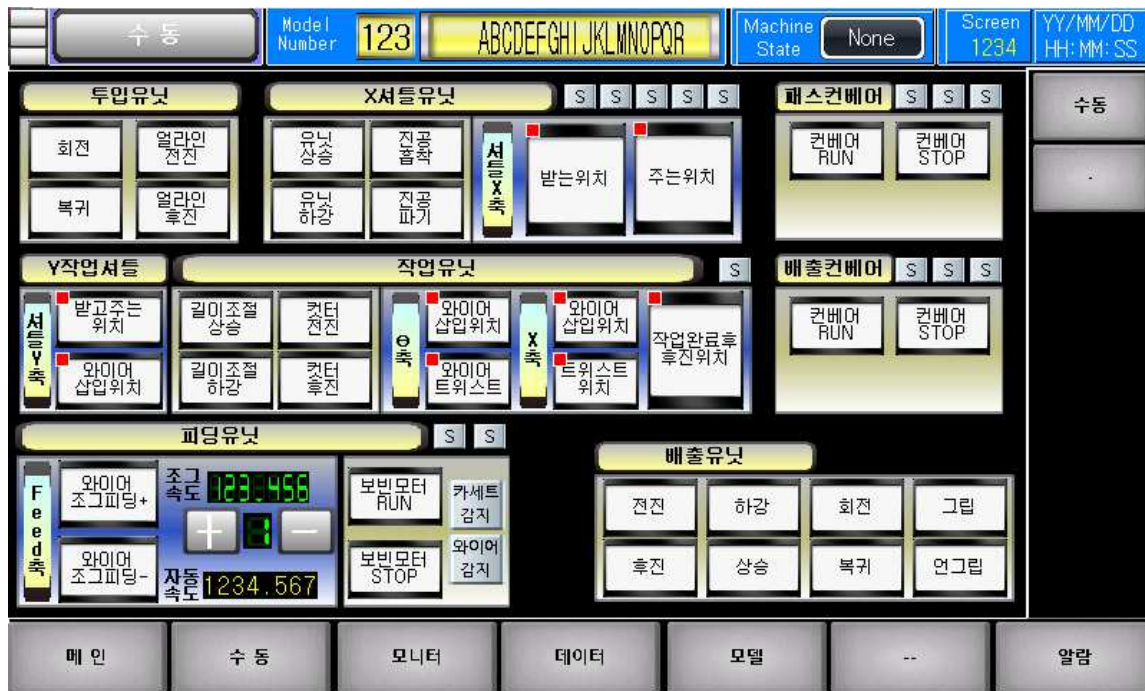 수 동
Model Number
123
ABCDEFGHIJKLMNOPQR
Machine State
None
Screen
1234
YY/MM/DD
HH:MM:SS
투입유닛
회전
얼라인
전진
복귀
얼라인
후진
X셔틀유닛
S S S S S
유닛
상승
진공
흡착
유닛
하강
진공
파기
셔틀X축
받는위치
주는위치
패스컨베어
S S S
컨베어
RUN
컨베어
STOP
수동
.
Y작업셔틀
셔틀Y축
받고주는
위치
와이어
삽입위치
작업유닛
S
길이조절
상승
컷터
전진
길이조절
하강
컷터
후진
Θ축
와이어
삽입위치
와이어
트위스트
X축
와이어
삽입위치
트위스트
위치
작업완료후
후진위치
배출컨베어
S S S
컨베어
RUN
컨베어
STOP
피딩유닛
S S
Feed축
와이어
조그피딩+
와이어
조그피딩-
조그
속도
123.456
+
1
-
자동
속도
1234.567
보빈모터
RUN
보빈모터
STOP
카세트
감지
와이어
감지
배출유닛
전진
하강
회전
그립
후진
상승
복귀
언그립
메 인
수 동
모니터
데이터
모델
--
알람